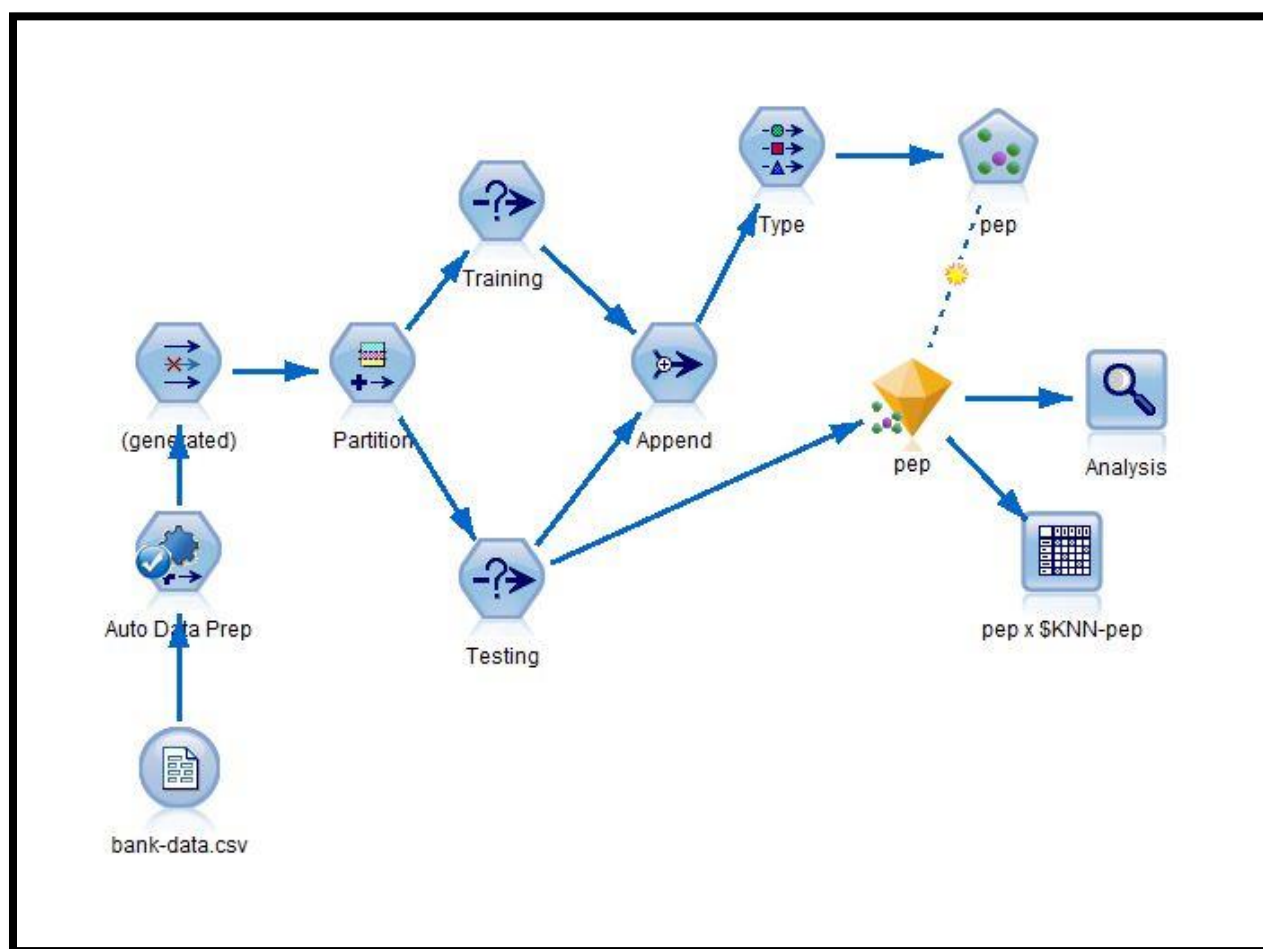 Type
pep
Training
(generated)
Partition
Append
pep
Analysis
Auto Data Prep
Testing
pep x $KNN-pep
bank-data.csv